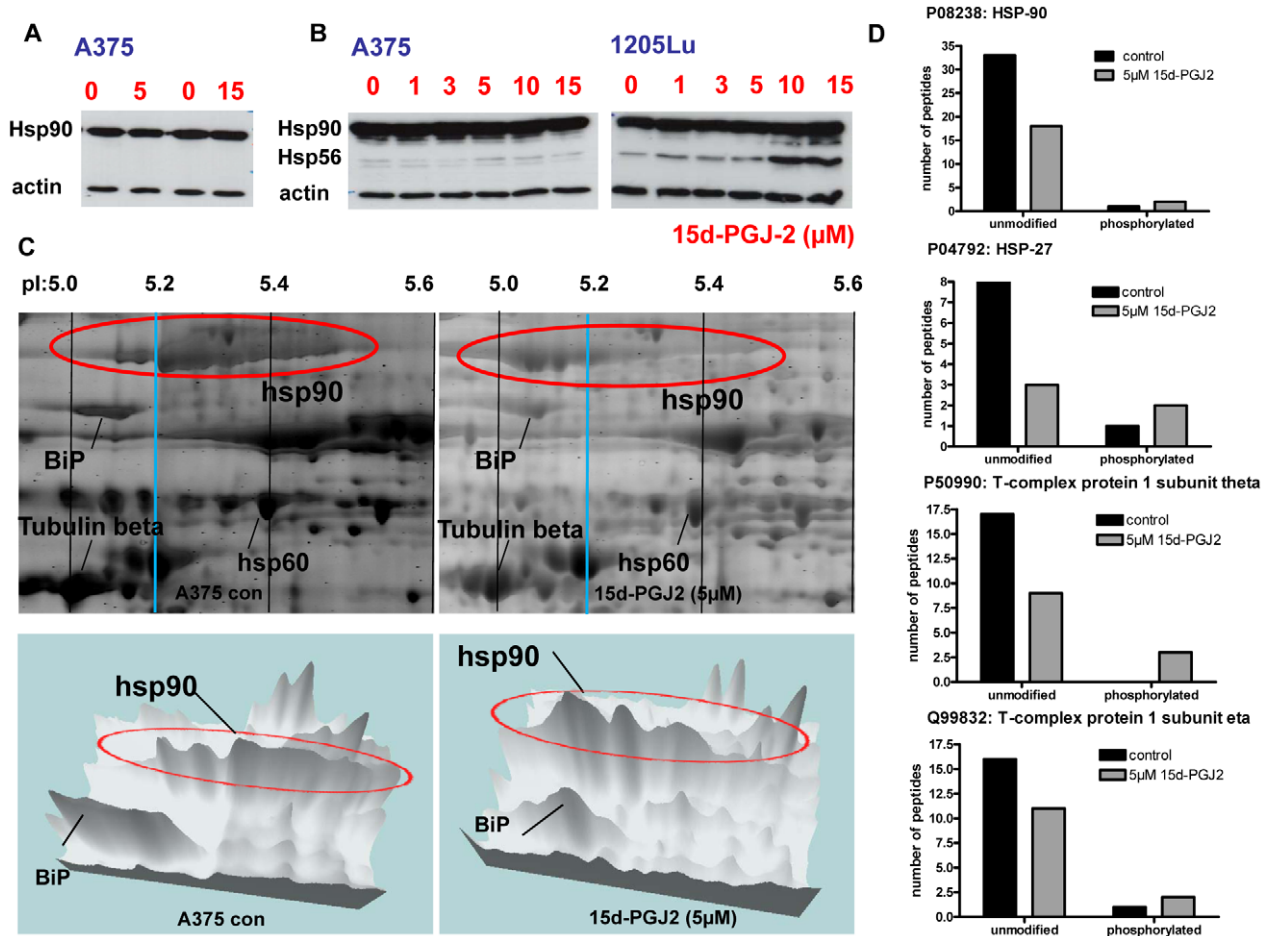 A
A375
0 5 0 15
Hsp90
actin
B
A375 1205Lu
0 1 3 5 10 15 0 1 3 5 10 15
Hsp90
Hsp56
actin
15d-PGJ-2 (µM)
C
pI:5.0 5.2 5.4 5.6 5.0 5.2 5.4 5.6
hsp90
BiP
Tubulin beta
hsp60
A375 con
hsp90
BiP
Tubulin beta
hsp60
15d-PGJ2 (5µM)
hsp90
BiP
A375 con
hsp90
BiP
15d-PGJ2 (5µM)
D
P08238: HSP-90
number of peptides
35
30
25
20
15
10
5
0
control
5µM 15d-PGJ2
unmodified phosphorylated
P04792: HSP-27
number of peptides
8
7
6
5
4
3
2
1
0
control
5µM 15d-PGJ2
unmodified phosphorylated
P50990: T-complex protein 1 subunit theta
number of peptides
17.5
15.0
12.5
10.0
7.5
5.0
2.5
0.0
control
5µM 15d-PGJ2
unmodified phosphorylated
Q99832: T-complex protein 1 subunit eta
number of peptides
17.5
15.0
12.5
10.0
7.5
5.0
2.5
0.0
control
5µM 15d-PGJ2
unmodified phosphorylated